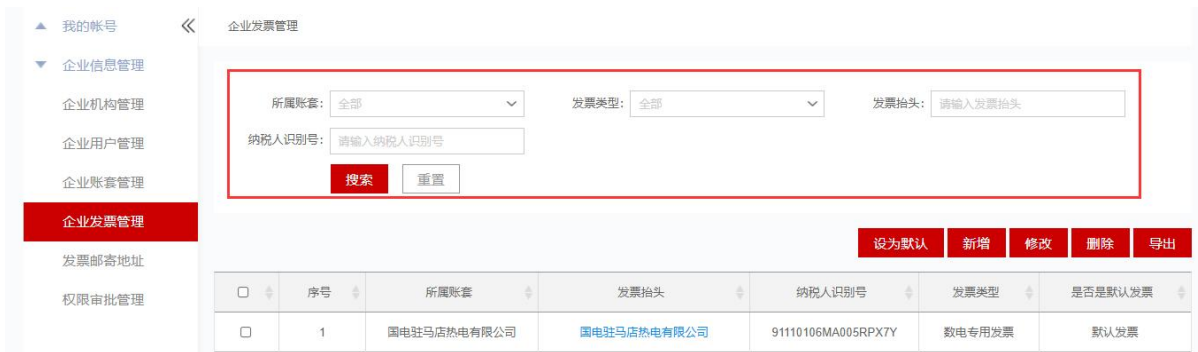 我的帐号
企业发票管理
企业信息管理
企业机构管理
企业用户管理
企业账套管理
企业发票管理
发票邮寄地址
权限审批管理
所属账套: 全部 发票类型: 全部 发票抬头: 请输入发票抬头
纳税人识别号: 请输入纳税人识别号
搜索 重置
设为默认 新增 修改 删除 导出
序号 所属账套 发票抬头 纳税人识别号 发票类型 是否是默认发票
1 国电驻马店热电有限公司 国电驻马店热电有限公司 91110106MA005RPX7Y 数电专用发票 默认发票